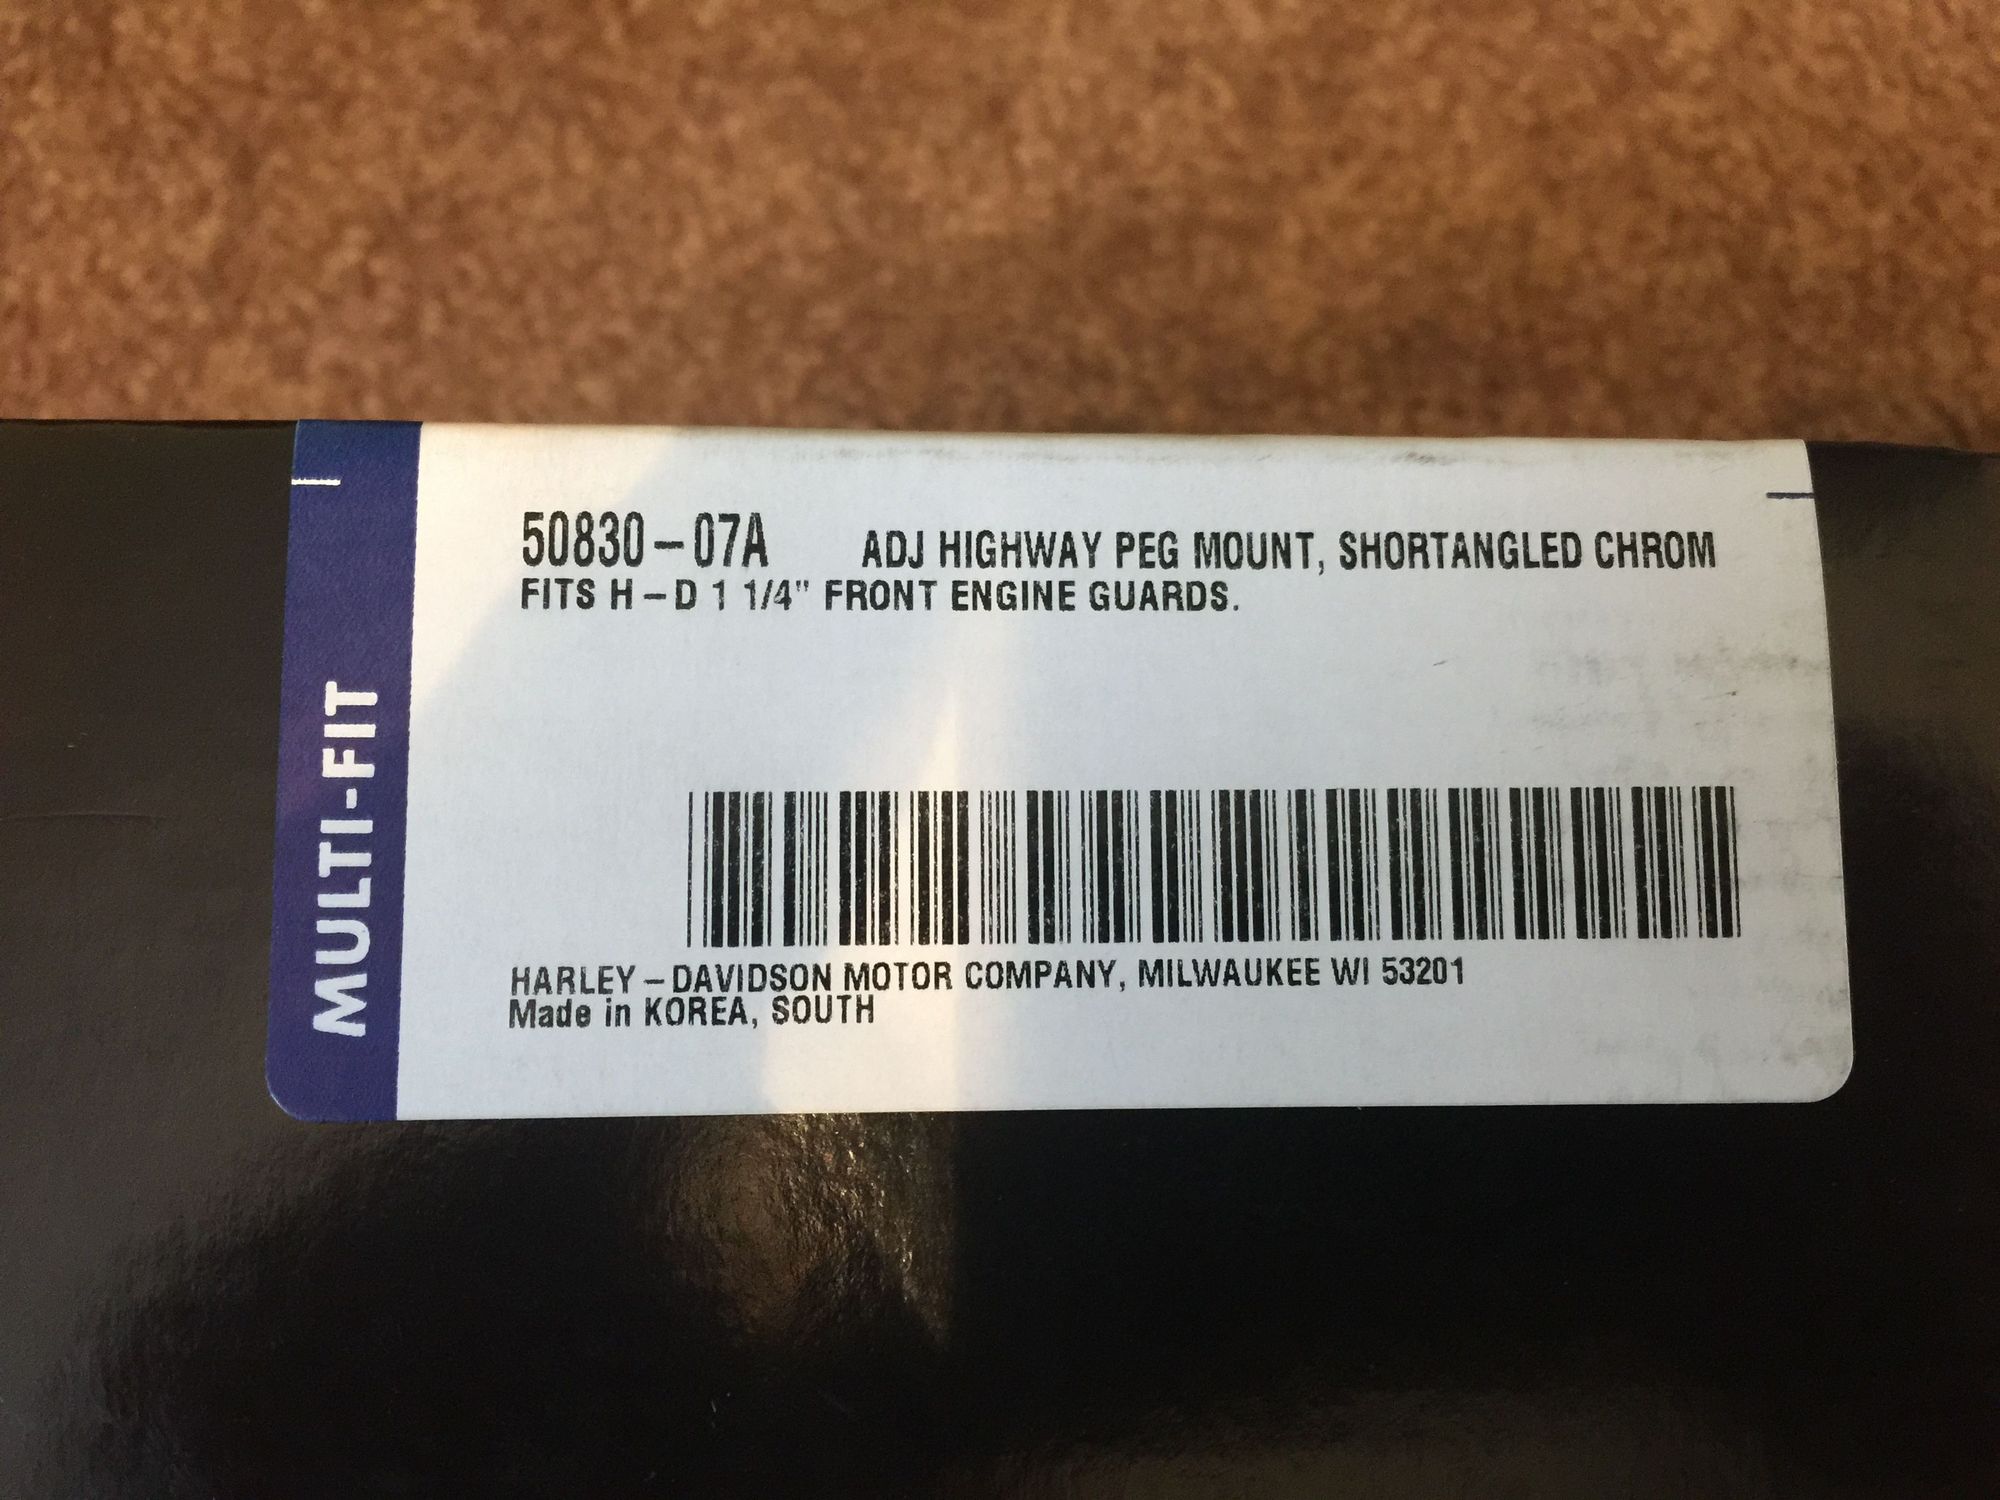 50830-07A ADJ HIGHWAY PEG MOUNT, SHORTANGLED CHROM
FITS H-D 1 1/4" FRONT ENGINE GUARDS.
MULTI-FIT
HARLEY-DAVIDSON MOTOR COMPANY, MILWAUKEE WI 53201
Made in KOREA, SOUTH